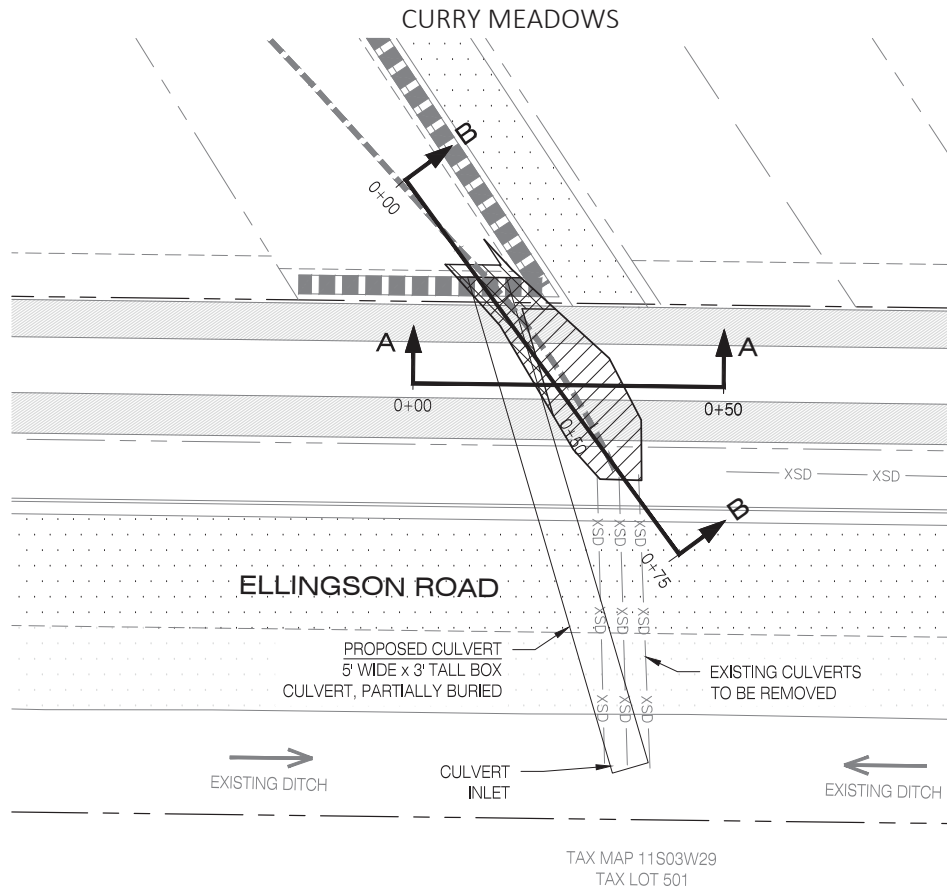 CURRY MEADOWS
B
0+00
A
A
0+00
0+50
0+50
XSD
XSD
B
XSD
XSD
XSD
0+75
ELLINGSON ROAD
XSD
XSD
XSD
PROPOSED CULVERT
5' WIDE x 3' TALL BOX
CULVERT, PARTIALLY BURIED
EXISTING CULVERTS
TO BE REMOVED
XSD
XSD
XSD
EXISTING DITCH
CULVERT
INLET
EXISTING DITCH
TAX MAP 11S03W29
TAX LOT 501